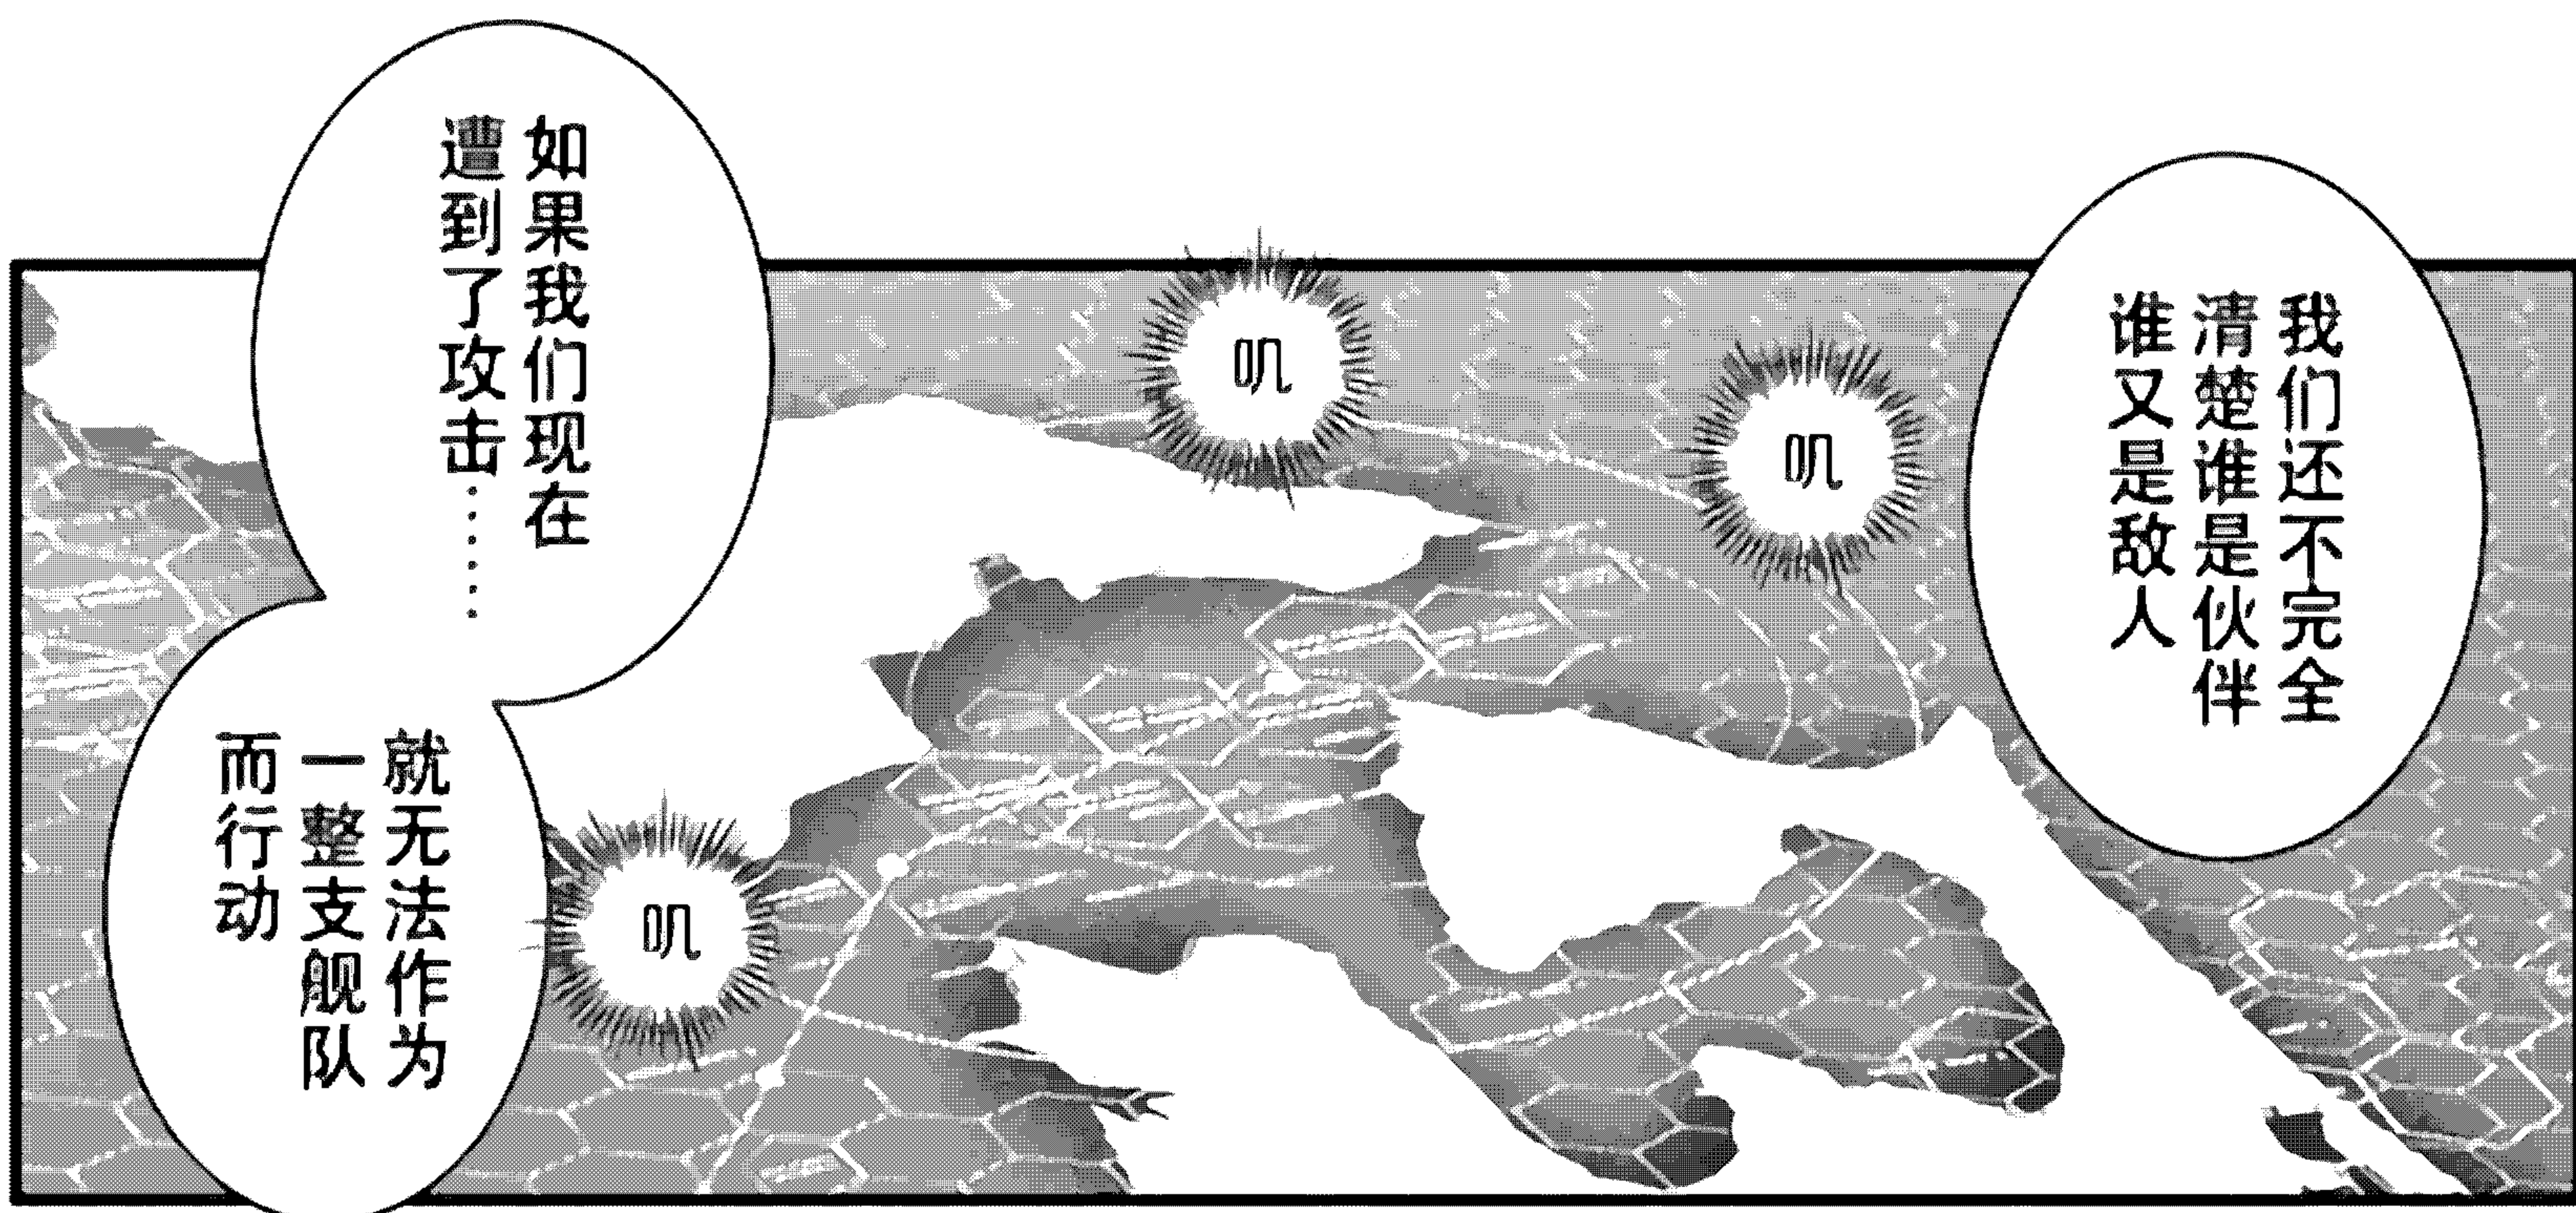 我们还不完全
清楚谁是伙伴
谁又是敌人
叽
叽
如果我们现在
遭到了攻击……
叽
就无法作为
一整支舰队
而行动